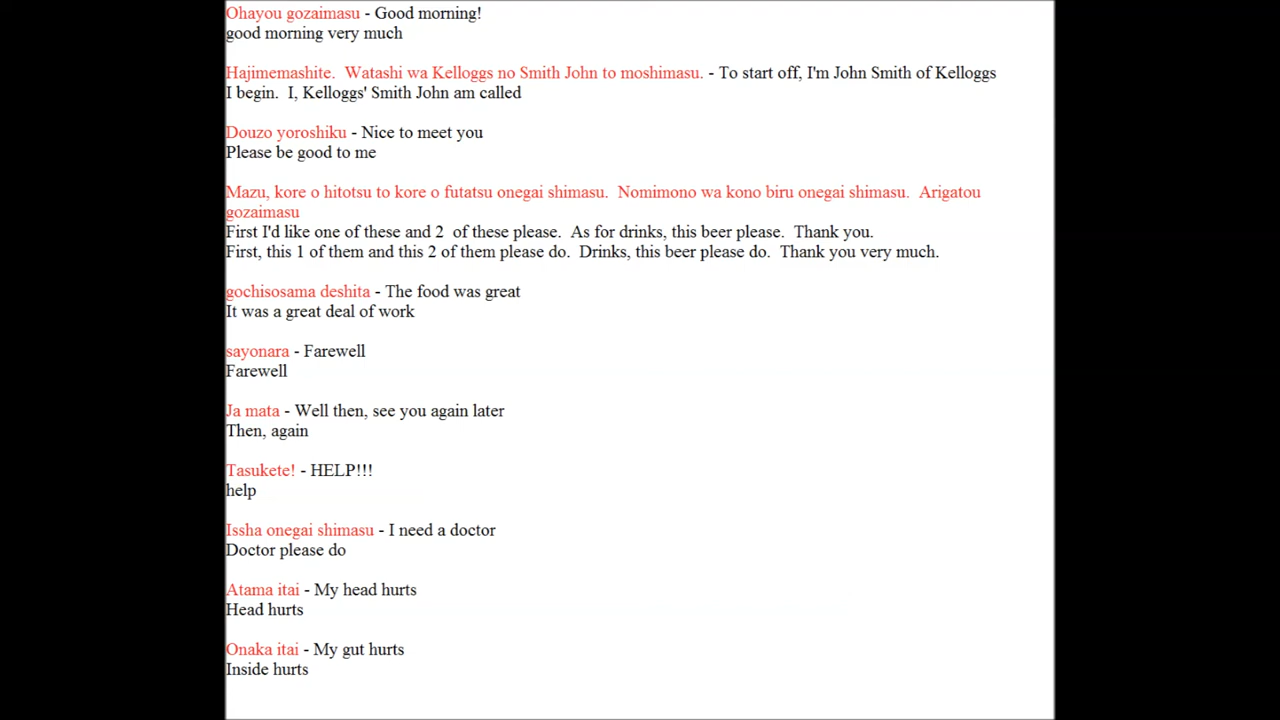 Ohayou gozaimasu - Good morning!
good morning very much
Hajimemashite.  Watashi wa Kelloggs no Smith John to moshimasu. - To start off, I'm John Smith of Kelloggs
I begin.  I, Kelloggs' Smith John am called
Douzo yoroshiku - Nice to meet you
Please be good to me
Mazu, kore o hitotsu to kore o futatsu onegai shimasu.  Nomimono wa kono biru onegai shimasu.  Arigatou
gozaimasu
First I'd like one of these and 2  of these please.  As for drinks, this beer please.  Thank you.
First, this 1 of them and this 2 of them please do.  Drinks, this beer please do.  Thank you very much.
gochisosama deshita - The food was great
It was a great deal of work
sayonara - Farewell
Farewell
Ja mata - Well then, see you again later
Then, again
Tasukete! - HELP!!!
help
Issha onegai shimasu - I need a doctor
Doctor please do
Atama itai - My head hurts
Head hurts
Onaka itai - My gut hurts
Inside hurts